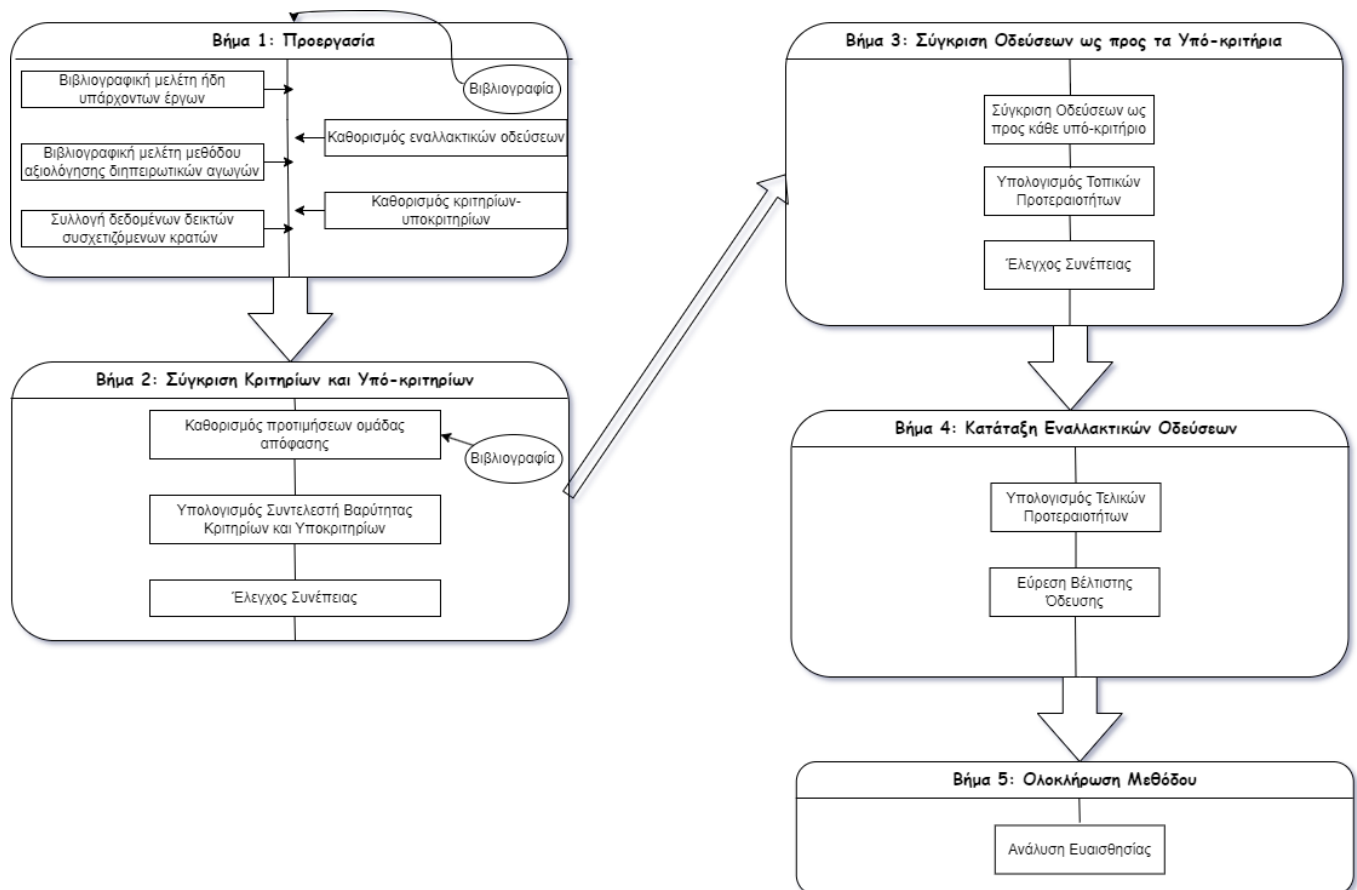 Βήμα 1: Προεργασία
Βιβλιογραφική μελέτη ήδη
υπάρχοντων έργων
Βιβλιογραφία
Καθορισμός εναλλακτικών οδεύσεων
Βιβλιογραφική μελέτη μεθόδου
αξιολόγησης διηπειρωτικών αγωγών
Καθορισμός κριτηρίων-
υποκριτηρίων
Συλλογή δεδομένων δεικτών
συσχετιζόμενων κρατών
Βήμα 2: Σύγκριση Κριτηρίων και Υπό-κριτηρίων
Καθορισμός προτιμήσεων ομάδας
απόφασης
Βιβλιογραφία
Υπολογισμός Συντελεστή Βαρύτητας
Κριτηρίων και Υποκριτηρίων
Έλεγχος Συνέπειας
Βήμα 3: Σύγκριση Οδεύσεων ως προς τα Υπό-κριτήρια
Σύγκριση Οδεύσεων ως
προς κάθε υπό-κριτήριο
Υπολογισμός Τοπικών
Προτεραιοτήτων
Έλεγχος Συνέπειας
Βήμα 4: Κατάταξη Εναλλακτικών Οδεύσεων
Υπολογισμός Τελικών
Προτεραιοτήτων
Εύρεση Βέλτιστης
Όδευσης
Βήμα 5: Ολοκλήρωση Μεθόδου
Ανάλυση Ευαισθησίας